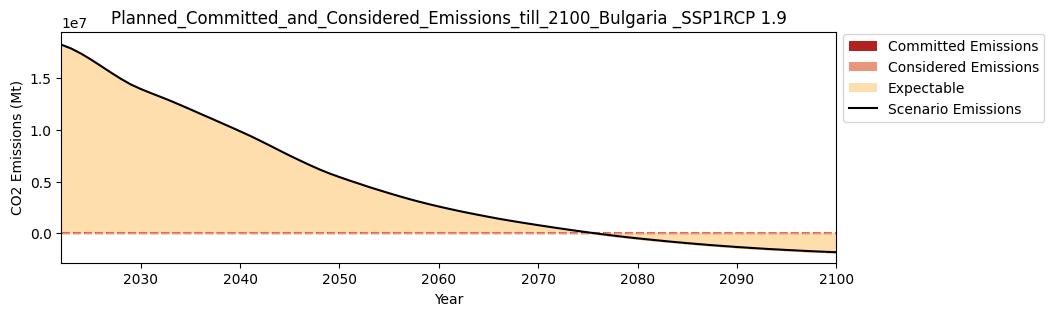 Planned_Committed_and_Considered_Emissions_till_2100_Bulgaria _SSP1RCP 1.9
1e7
Committed Emissions
Considered Emissions
Expectable
Scenario Emissions
CO2 Emissions (Mt)
1.5
1.0
0.5
0.0
2030 2040 2050 2060 2070 2080 2090 2100
Year